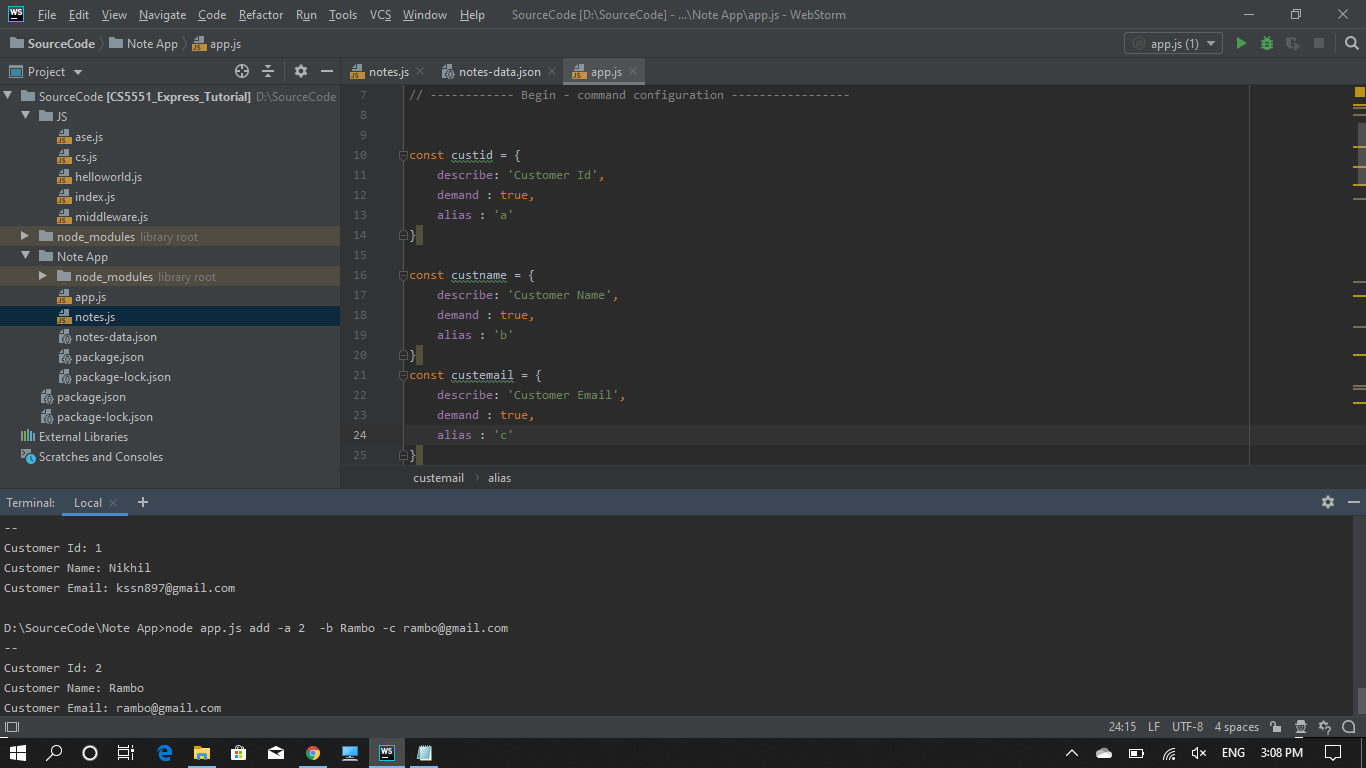 WS File Edit View Navigate Code Refactor Run Tools VCS Window Help SourceCode [D:\SourceCode] - ...\Note App\app.js - WebStorm
SourceCode Note App app.js app.js (1)
Project notes.js notes-data.json app.js
SourceCode [CS5551_Express_Tutorial] D:\SourceCode
JS
ase.js
cs.js
helloworld.js
index.js
middleware.js
node_modules library root
Note App
node_modules library root
app.js
notes.js
notes-data.json
package.json
package-lock.json
package.json
package-lock.json
External Libraries
Scratches and Consoles
7 // ------------ Begin - command configuration -----------------
8
9
10 const custid = {
11 describe: 'Customer Id',
12 demand : true,
13 alias : 'a'
14 }
15
16 const custname = {
17 describe: 'Customer Name',
18 demand : true,
19 alias : 'b'
20 }
21 const custemail = {
22 describe: 'Customer Email',
23 demand : true,
24 alias : 'c'
25 }
custemail alias
Terminal: Local
--
Customer Id: 1
Customer Name: Nikhil
Customer Email: kssn897@gmail.com
D:\SourceCode\Note App>node app.js add -a 2  -b Rambo -c rambo@gmail.com
--
Customer Id: 2
Customer Name: Rambo
Customer Email: rambo@gmail.com
24:15 LF UTF-8 4 spaces
WS ENG 3:08 PM